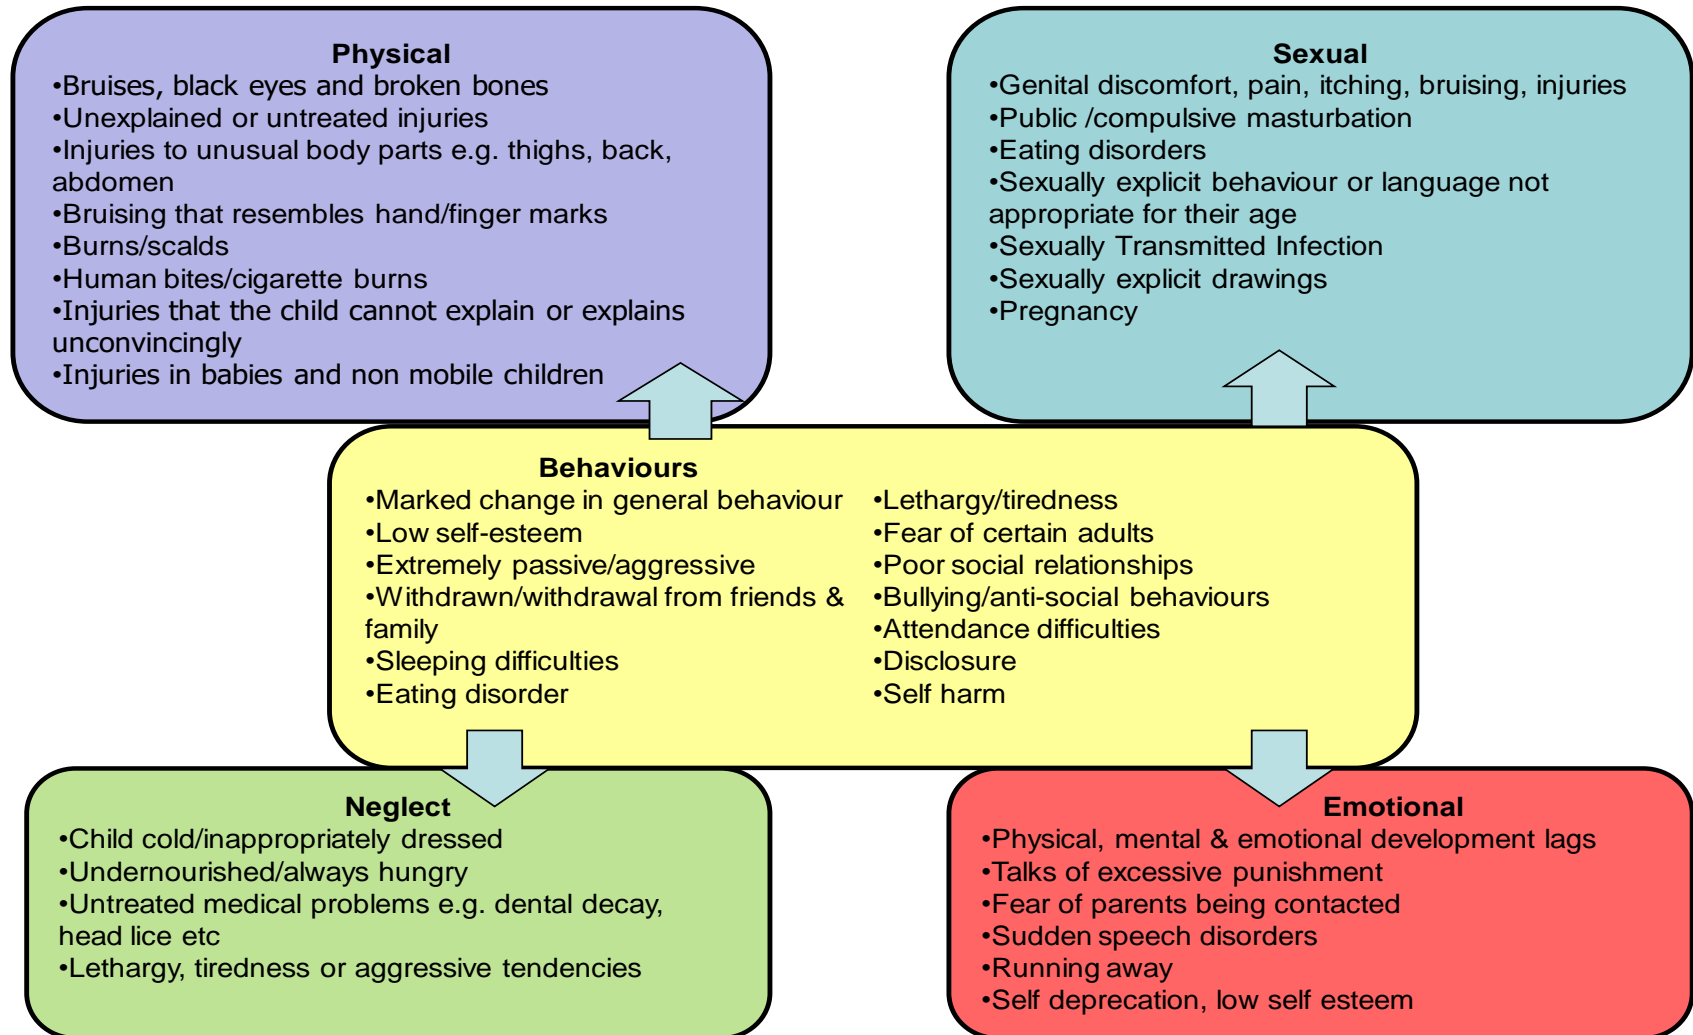 Physical
•Bruises, black eyes and broken bones
•Unexplained or untreated injuries
•Injuries to unusual body parts e.g. thighs, back,
abdomen
•Bruising that resembles hand/finger marks
•Burns/scalds
•Human bites/cigarette burns
•Injuries that the child cannot explain or explains
unconvincingly
•Injuries in babies and non mobile children
Sexual
•Genital discomfort, pain, itching, bruising, injuries
•Public /compulsive masturbation
•Eating disorders
•Sexually explicit behaviour or language not
appropriate for their age
•Sexually Transmitted Infection
•Sexually explicit drawings
•Pregnancy
Behaviours
•Marked change in general behaviour
•Low self-esteem
•Extremely passive/aggressive
•Withdrawn/withdrawal from friends &
family
•Sleeping difficulties
•Eating disorder
•Lethargy/tiredness
•Fear of certain adults
•Poor social relationships
•Bullying/anti-social behaviours
•Attendance difficulties
•Disclosure
•Self harm
Neglect
•Child cold/inappropriately dressed
•Undernourished/always hungry
•Untreated medical problems e.g. dental decay,
head lice etc
•Lethargy, tiredness or aggressive tendencies
Emotional
•Physical, mental & emotional development lags
•Talks of excessive punishment
•Fear of parents being contacted
•Sudden speech disorders
•Running away
•Self deprecation, low self esteem